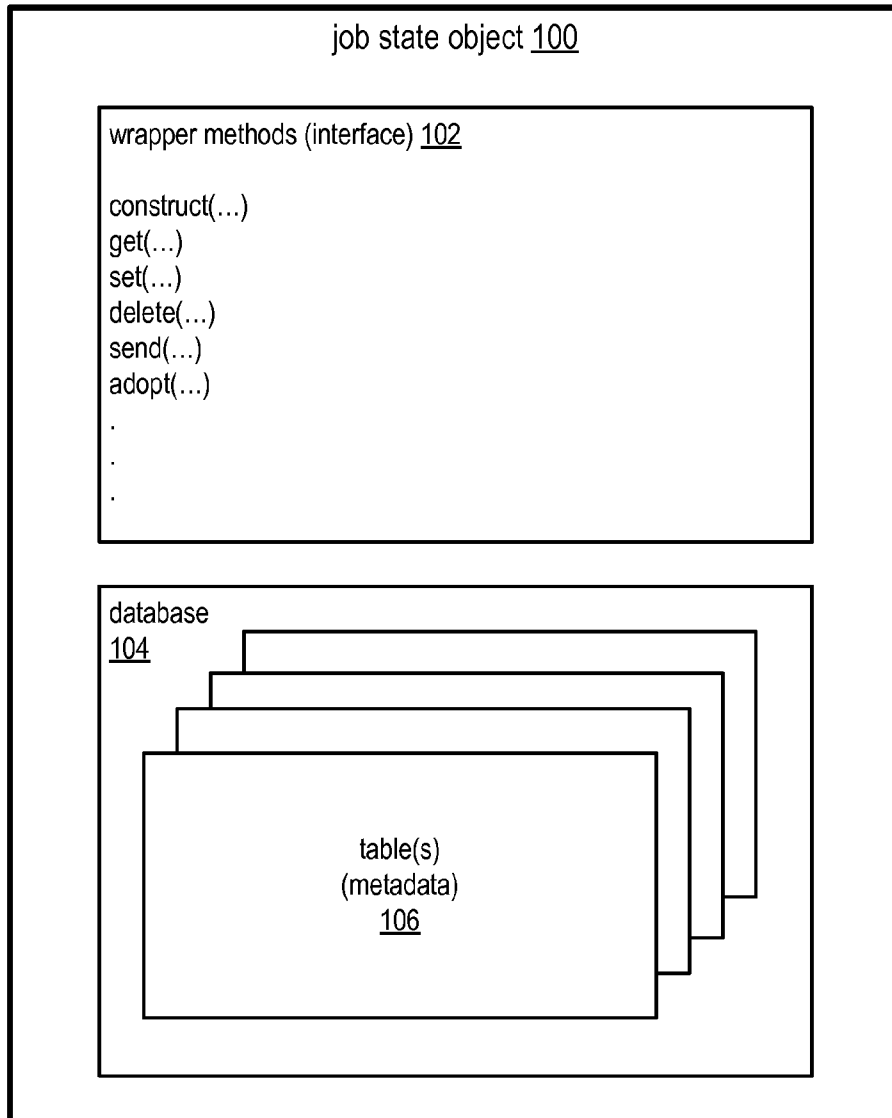 job state object 100
wrapper methods (interface) 102
construct(...)
get(...)
set(...)
delete(...)
send(...)
adopt(...)
.
.
.
database
104
table(s)
(metadata)
106